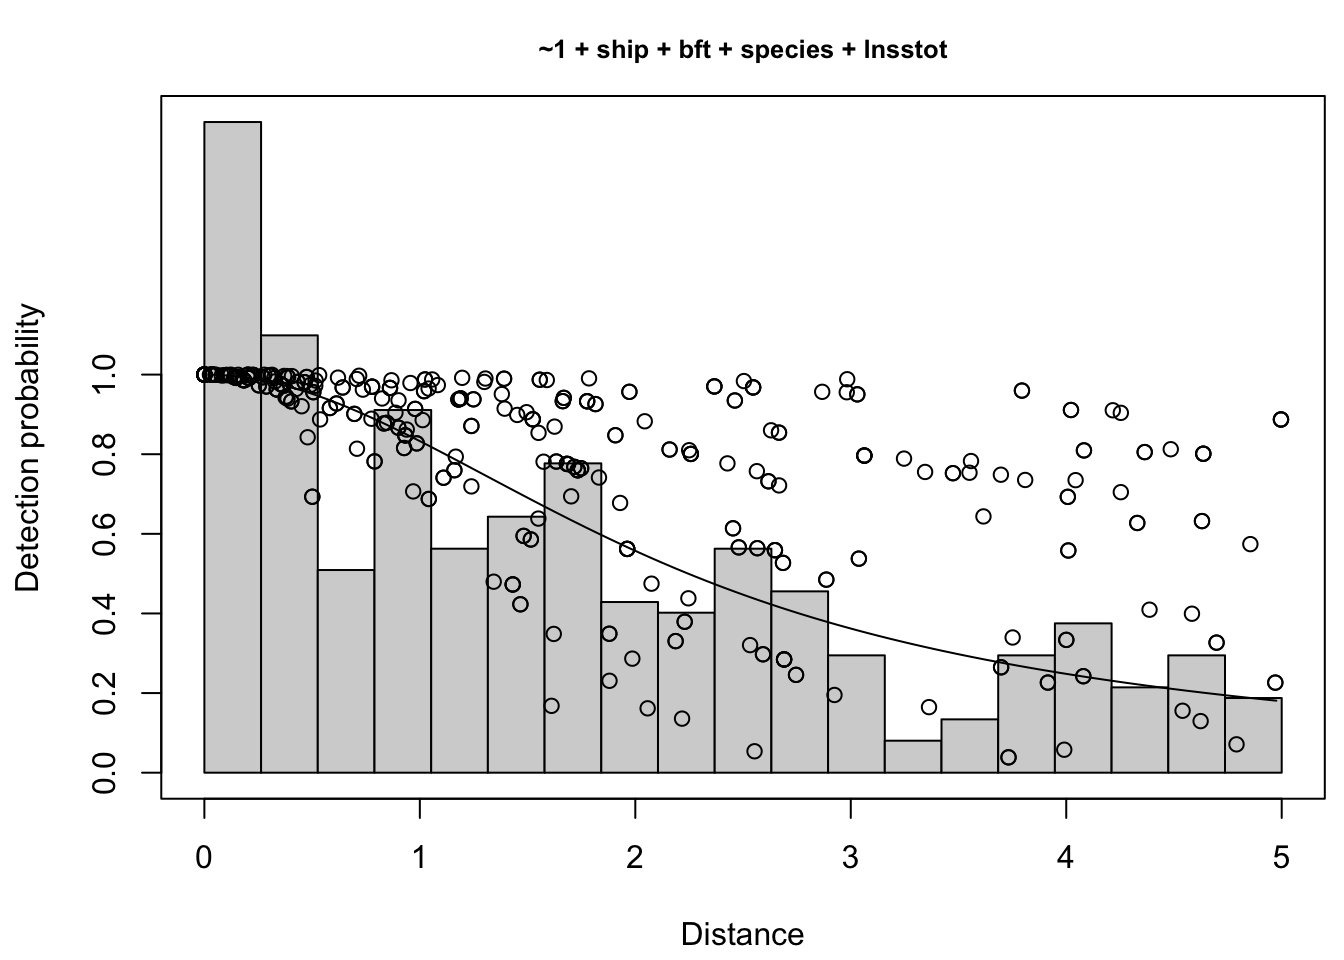 ~1 + ship + bft + species + lnsstot
Detection probability
1.0
0.8
0.6
0.4
0.2
0.0
0 1 2 3 4 5
Distance